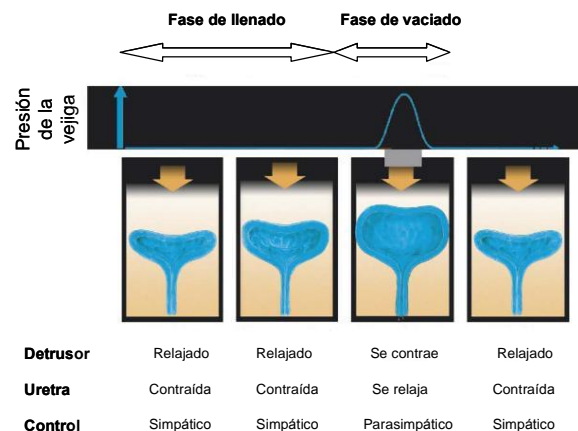 Fase de llenado Fase de vaciado
Presión de la vejiga
Detrusor Relajado Relajado Se contrae Relajado
Uretra Contraída Contraída Se relaja Contraída
Control Simpático Simpático Parasimpático Simpático